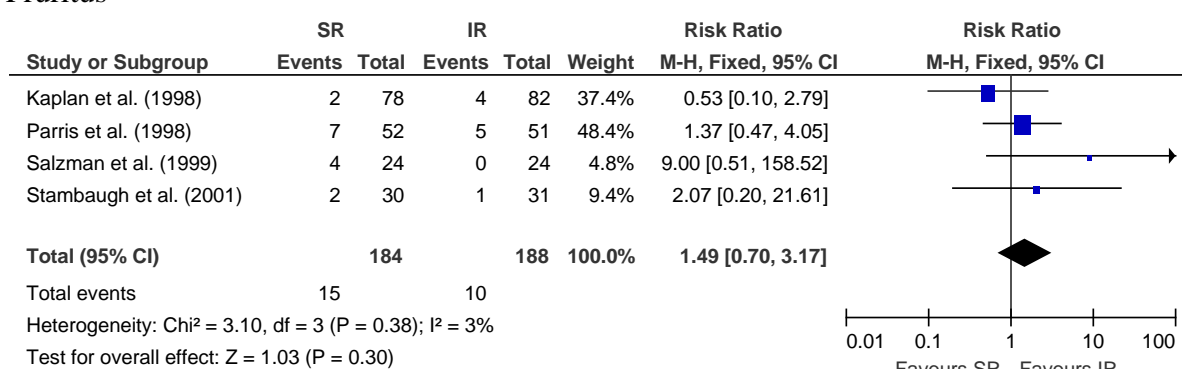 Pruritus
SR IR Risk Ratio Risk Ratio
Study or Subgroup Events Total Events Total Weight M-H, Fixed, 95% CI M-H, Fixed, 95% CI
Kaplan et al. (1998) 2 78 4 82 37.4% 0.53 [0.10, 2.79]
Parris et al. (1998) 7 52 5 51 48.4% 1.37 [0.47, 4.05]
Salzman et al. (1999) 4 24 0 24 4.8% 9.00 [0.51, 158.52]
Stambaugh et al. (2001) 2 30 1 31 9.4% 2.07 [0.20, 21.61]
Total (95% CI) 184 188 100.0% 1.49 [0.70, 3.17]
Total events 15 10
Heterogeneity: Chi² = 3.10, df = 3 (P = 0.38); I² = 3%
Test for overall effect: Z = 1.03 (P = 0.30)
0.01 0.1 1 10 100
Favours SR Favours IR